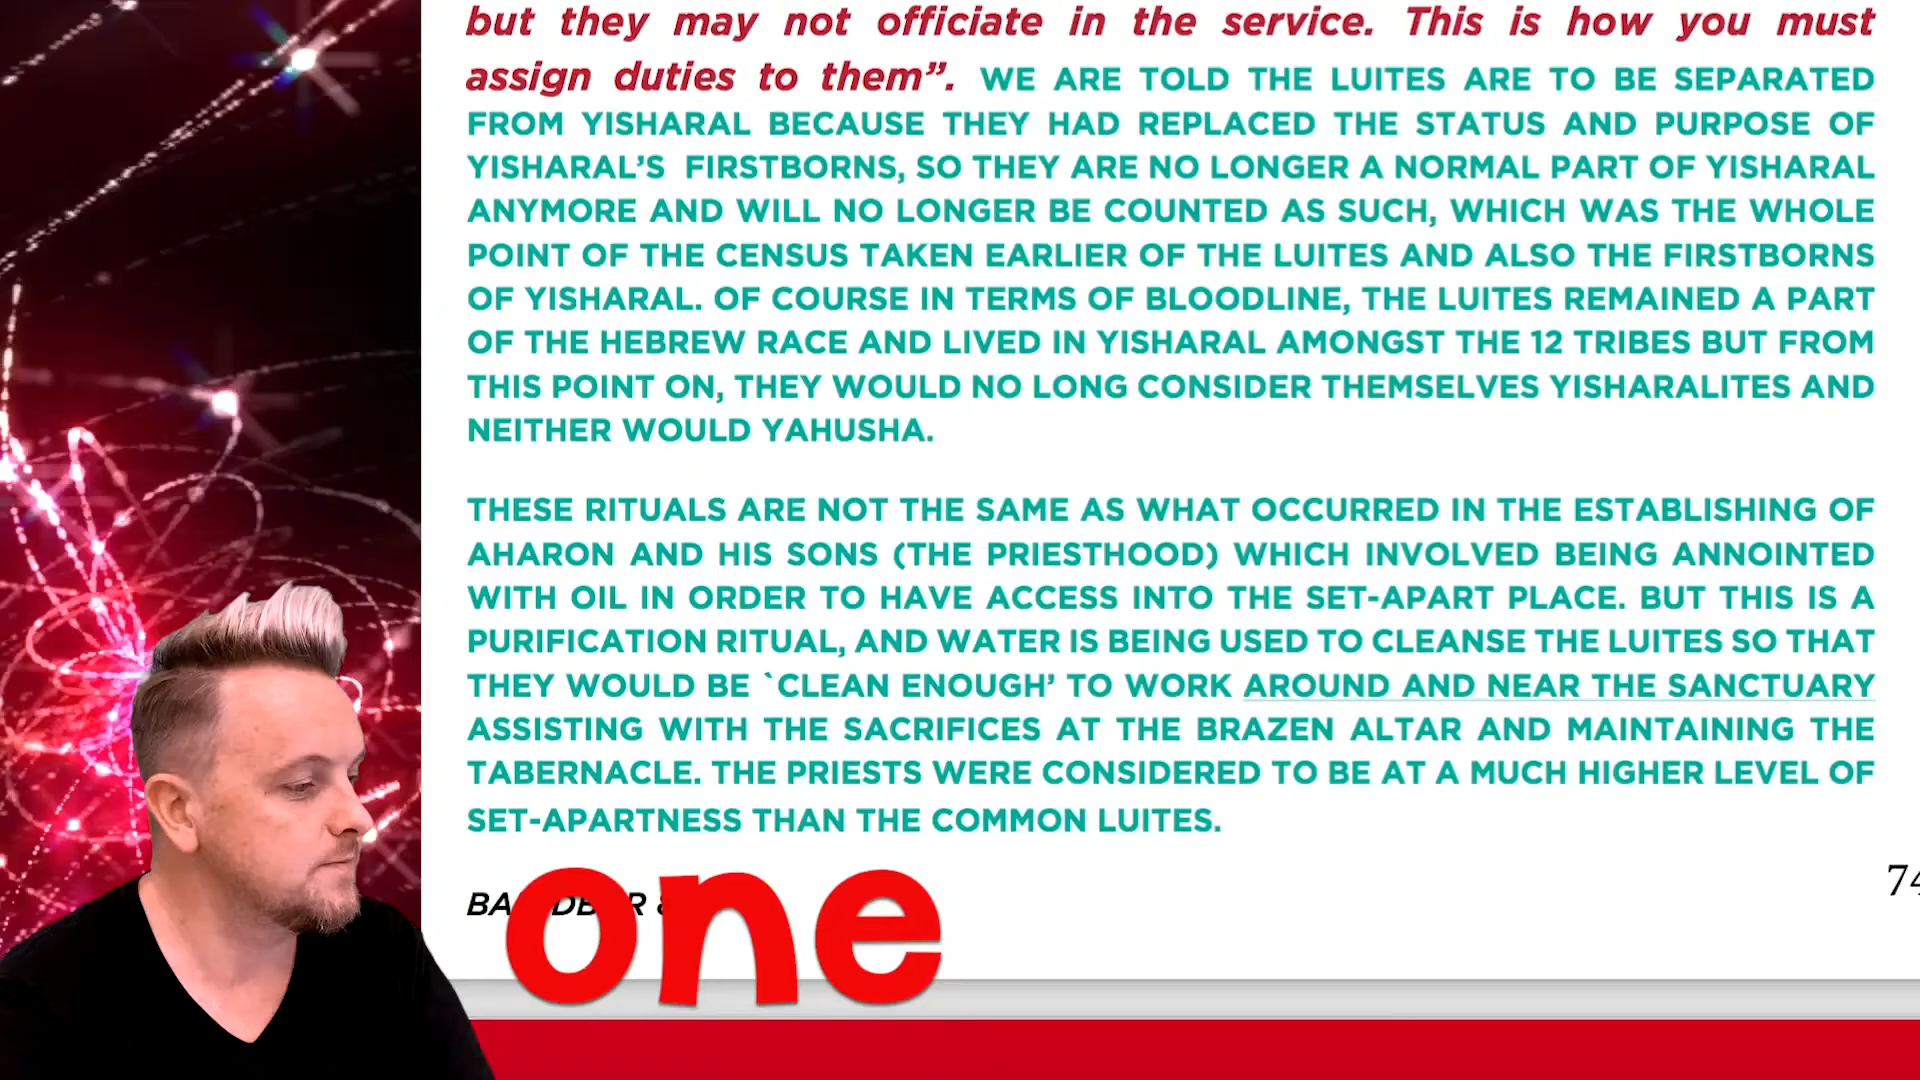 but they may not officiate in the service. This is how you must
assign duties to them”. WE ARE TOLD THE LUITES ARE TO BE SEPARATED
FROM YISHARAL BECAUSE THEY HAD REPLACED THE STATUS AND PURPOSE OF
YISHARAL’S FIRSTBORNS, SO THEY ARE NO LONGER A NORMAL PART OF YISHARAL
ANYMORE AND WILL NO LONGER BE COUNTED AS SUCH, WHICH WAS THE WHOLE
POINT OF THE CENSUS TAKEN EARLIER OF THE LUITES AND ALSO THE FIRSTBORNS
OF YISHARAL. OF COURSE IN TERMS OF BLOODLINE, THE LUITES REMAINED A PART
OF THE HEBREW RACE AND LIVED IN YISHARAL AMONGST THE 12 TRIBES BUT FROM
THIS POINT ON, THEY WOULD NO LONG CONSIDER THEMSELVES YISHARALITES AND
NEITHER WOULD YAHUSHA.
THESE RITUALS ARE NOT THE SAME AS WHAT OCCURRED IN THE ESTABLISHING OF
AHARON AND HIS SONS (THE PRIESTHOOD) WHICH INVOLVED BEING ANNOINTED
WITH OIL IN ORDER TO HAVE ACCESS INTO THE SET-APART PLACE. BUT THIS IS A
PURIFICATION RITUAL, AND WATER IS BEING USED TO CLEANSE THE LUITES SO THAT
THEY WOULD BE `CLEAN ENOUGH’ TO WORK AROUND AND NEAR THE SANCTUARY
ASSISTING WITH THE SACRIFICES AT THE BRAZEN ALTAR AND MAINTAINING THE
TABERNACLE. THE PRIESTS WERE CONSIDERED TO BE AT A MUCH HIGHER LEVEL OF
SET-APARTNESS THAN THE COMMON LUITES.
74
one